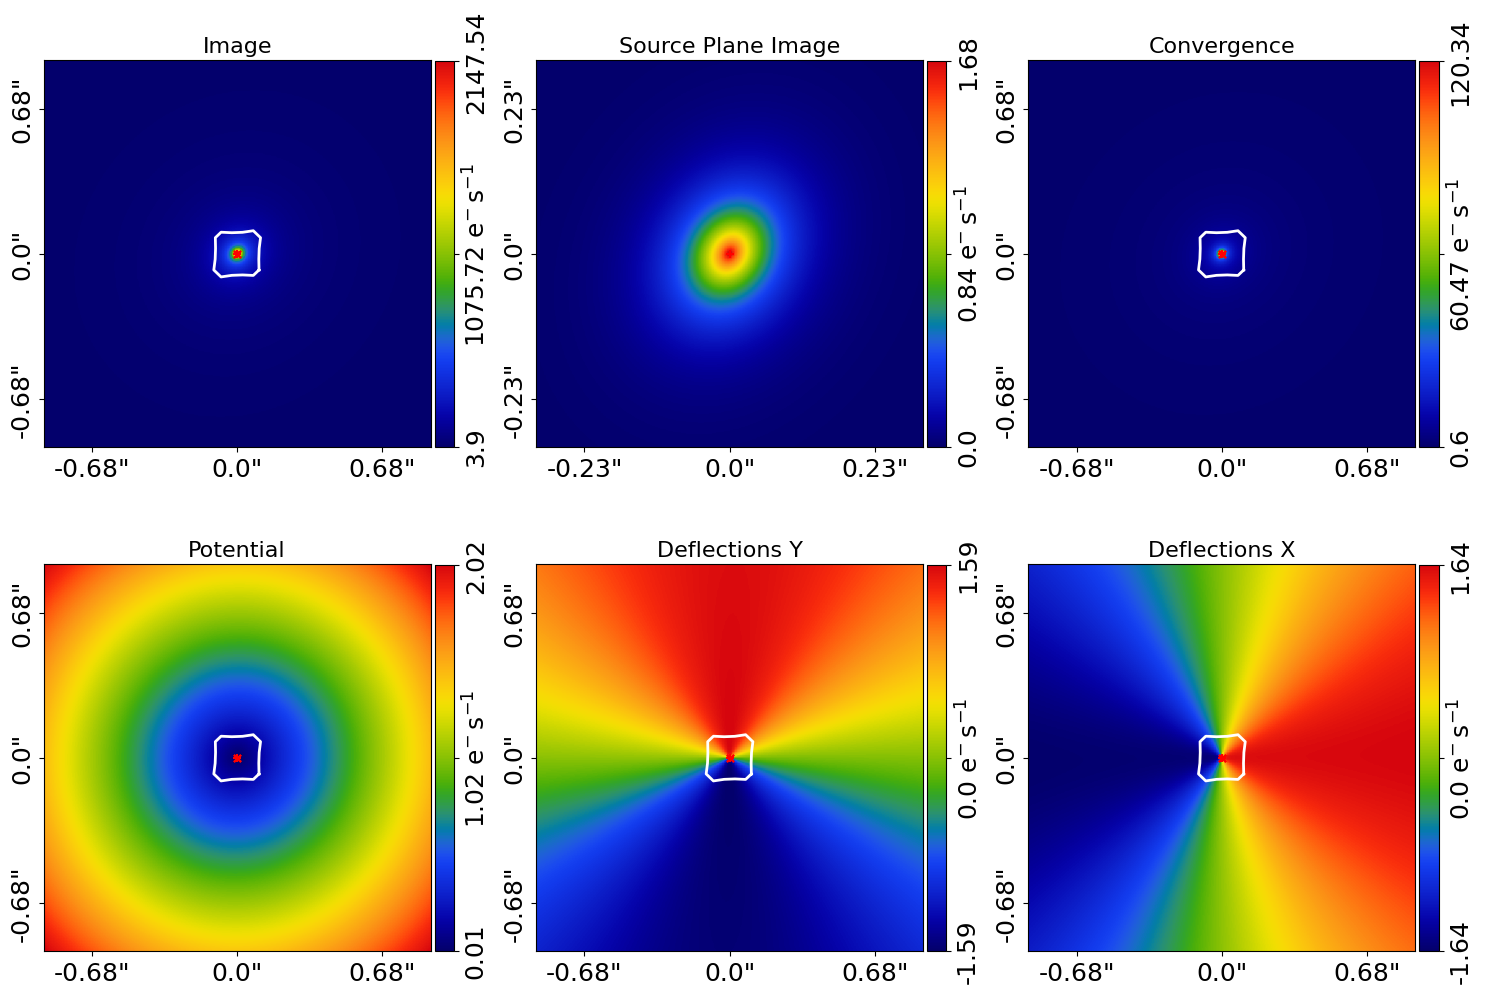 Image
0.68"
0.0"
-0.68"
-0.68" 0.0" 0.68"
2147.54
1075.72 e⁻ s⁻¹
3.9
Source Plane Image
0.23"
0.0"
-0.23"
-0.23" 0.0" 0.23"
1.68
0.84 e⁻ s⁻¹
0.0
Convergence
0.68"
0.0"
-0.68"
-0.68" 0.0" 0.68"
120.34
60.47 e⁻ s⁻¹
0.6
Potential
0.68"
0.0"
-0.68"
-0.68" 0.0" 0.68"
2.02
1.02 e⁻ s⁻¹
0.01
Deflections Y
0.68"
0.0"
-0.68"
-0.68" 0.0" 0.68"
1.59
0.0 e⁻ s⁻¹
-1.59
Deflections X
0.68"
0.0"
-0.68"
-0.68" 0.0" 0.68"
1.64
0.0 e⁻ s⁻¹
-1.64